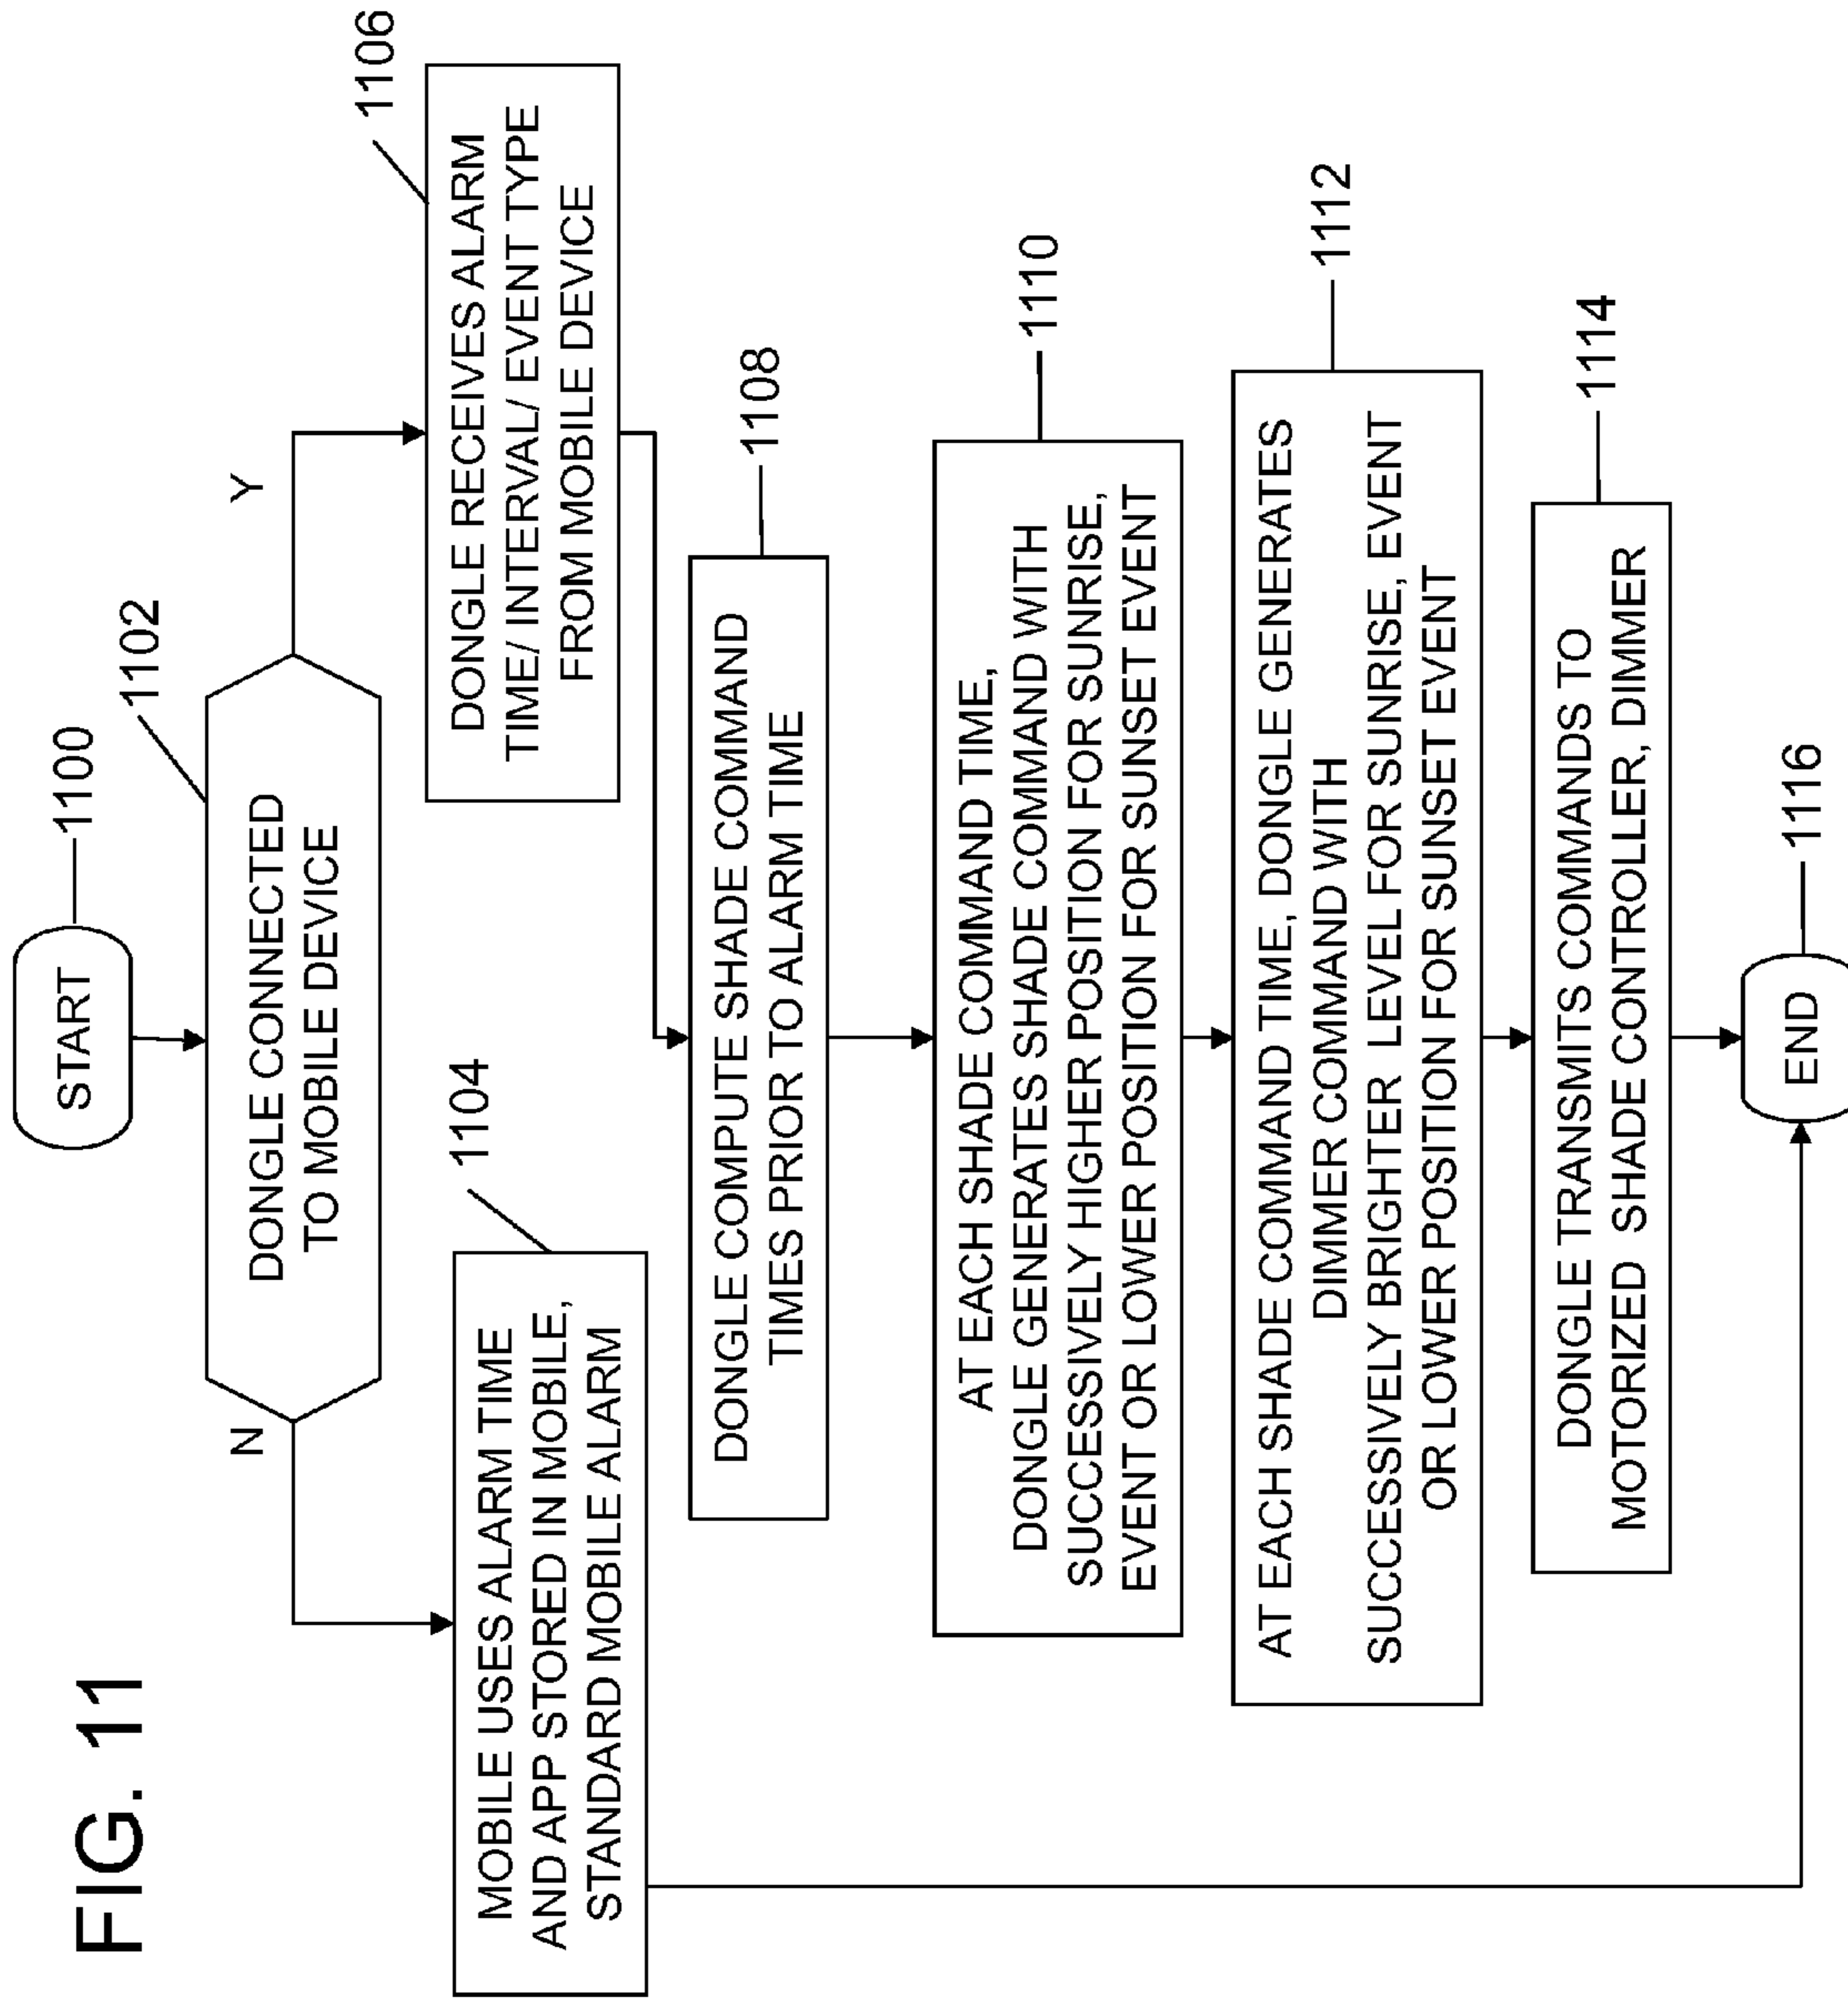 FIG. 11
START
1100
DONGLE CONNECTED
TO MOBILE DEVICE
1102
N
Y
MOBILE USES ALARM TIME
AND APP STORED IN MOBILE,
STANDARD MOBILE ALARM
1104
DONGLE RECEIVES ALARM
TIME/ INTERVAL/ EVENT TYPE
FROM MOBILE DEVICE
1106
DONGLE COMPUTE SHADE COMMAND
TIMES PRIOR TO ALARM TIME
1108
AT EACH SHADE COMMAND TIME,
DONGLE GENERATES SHADE COMMAND WITH
SUCCESSIVELY HIGHER POSITION FOR SUNRISE,
EVENT OR LOWER POSITION FOR SUNSET EVENT
1110
AT EACH SHADE COMMAND TIME, DONGLE GENERATES
DIMMER COMMAND WITH
SUCCESSIVELY BRIGHTER LEVEL FOR SUNRISE, EVENT
OR LOWER POSITION FOR SUNSET EVENT
1112
DONGLE TRANSMITS COMMANDS TO
MOTORIZED SHADE CONTROLLER, DIMMER
1114
END
1116